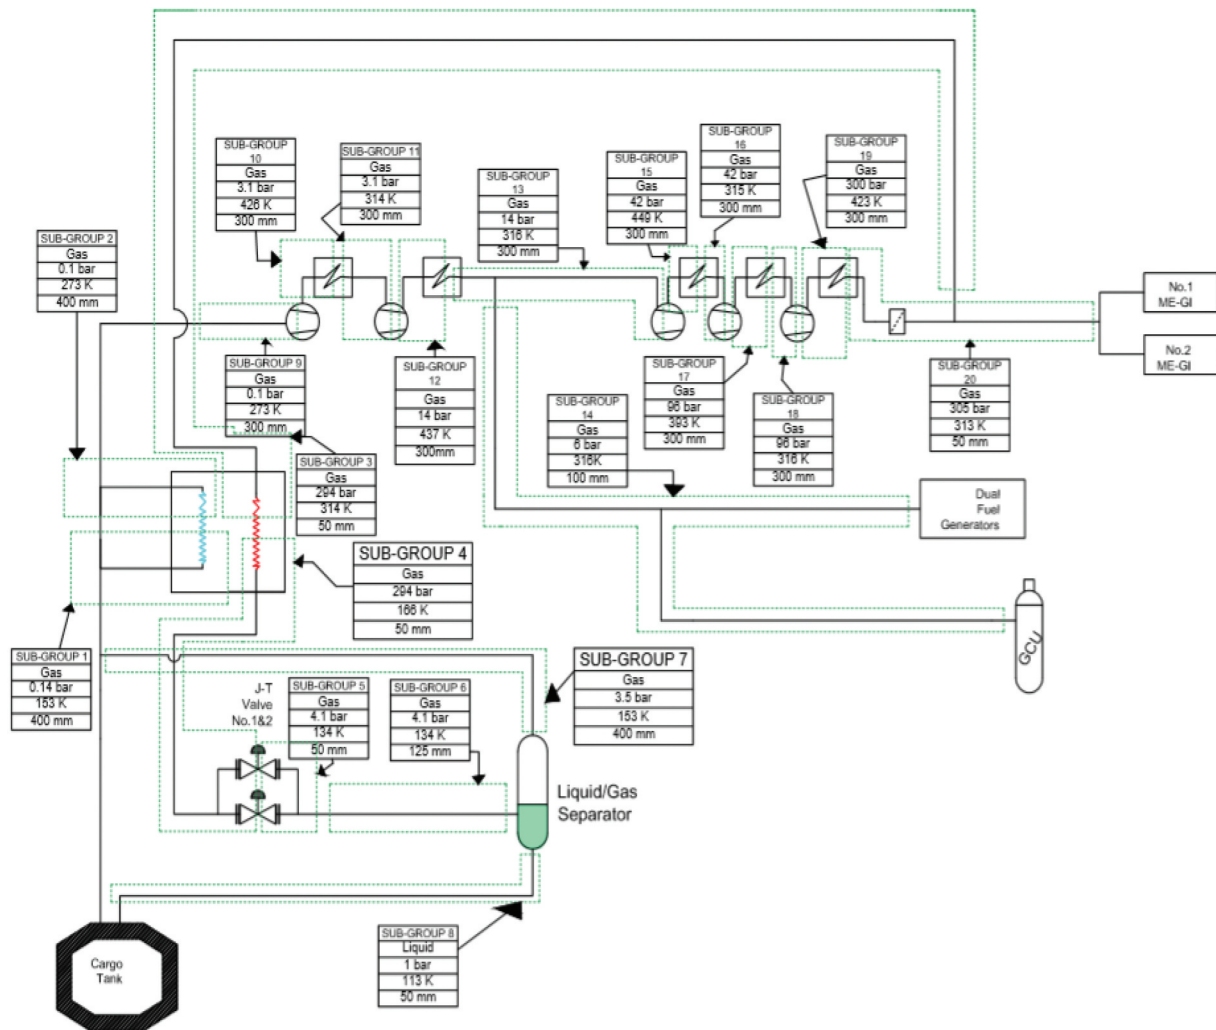 SUB-GROUP
10
Gas
3.1 bar
426 K
300 mm
SUB-GROUP 11
Gas
3.1 bar
314 K
300 mm
SUB-GROUP
13
Gas
14 bar
316 K
300 mm
SUB-GROUP
15
Gas
42 bar
449 K
300 mm
SUB-GROUP
16
Gas
42 bar
315 K
300 mm
SUB-GROUP
19
Gas
300 bar
423 K
300 mm
SUB-GROUP 2
Gas
0.1 bar
273 K
400 mm
No.1
ME-GI
No.2
ME-GI
SUB-GROUP 9
Gas
0.1 bar
273 K
300 mm
SUB-GROUP
12
Gas
14 bar
437 K
300mm
SUB-GROUP
17
Gas
96 bar
393 K
300 mm
SUB-GROUP
14
Gas
6 bar
316K
100 mm
SUB-GROUP
18
Gas
96 bar
316 K
300 mm
SUB-GROUP
20
Gas
305 bar
313 K
50 mm
SUB-GROUP 3
Gas
294 bar
314 K
50 mm
Dual
Fuel
Generators
SUB-GROUP 4
Gas
294 bar
166 K
50 mm
GCU
SUB-GROUP 1
Gas
0.14 bar
153 K
400 mm
J-T
Valve
No.1&2
SUB-GROUP 5
Gas
4.1 bar
134 K
50 mm
SUB-GROUP 6
Gas
4.1 bar
134 K
125 mm
SUB-GROUP 7
Gas
3.5 bar
153 K
400 mm
Liquid/Gas
Separator
SUB-GROUP 8
Liquid
1 bar
113 K
50 mm
Cargo
Tank